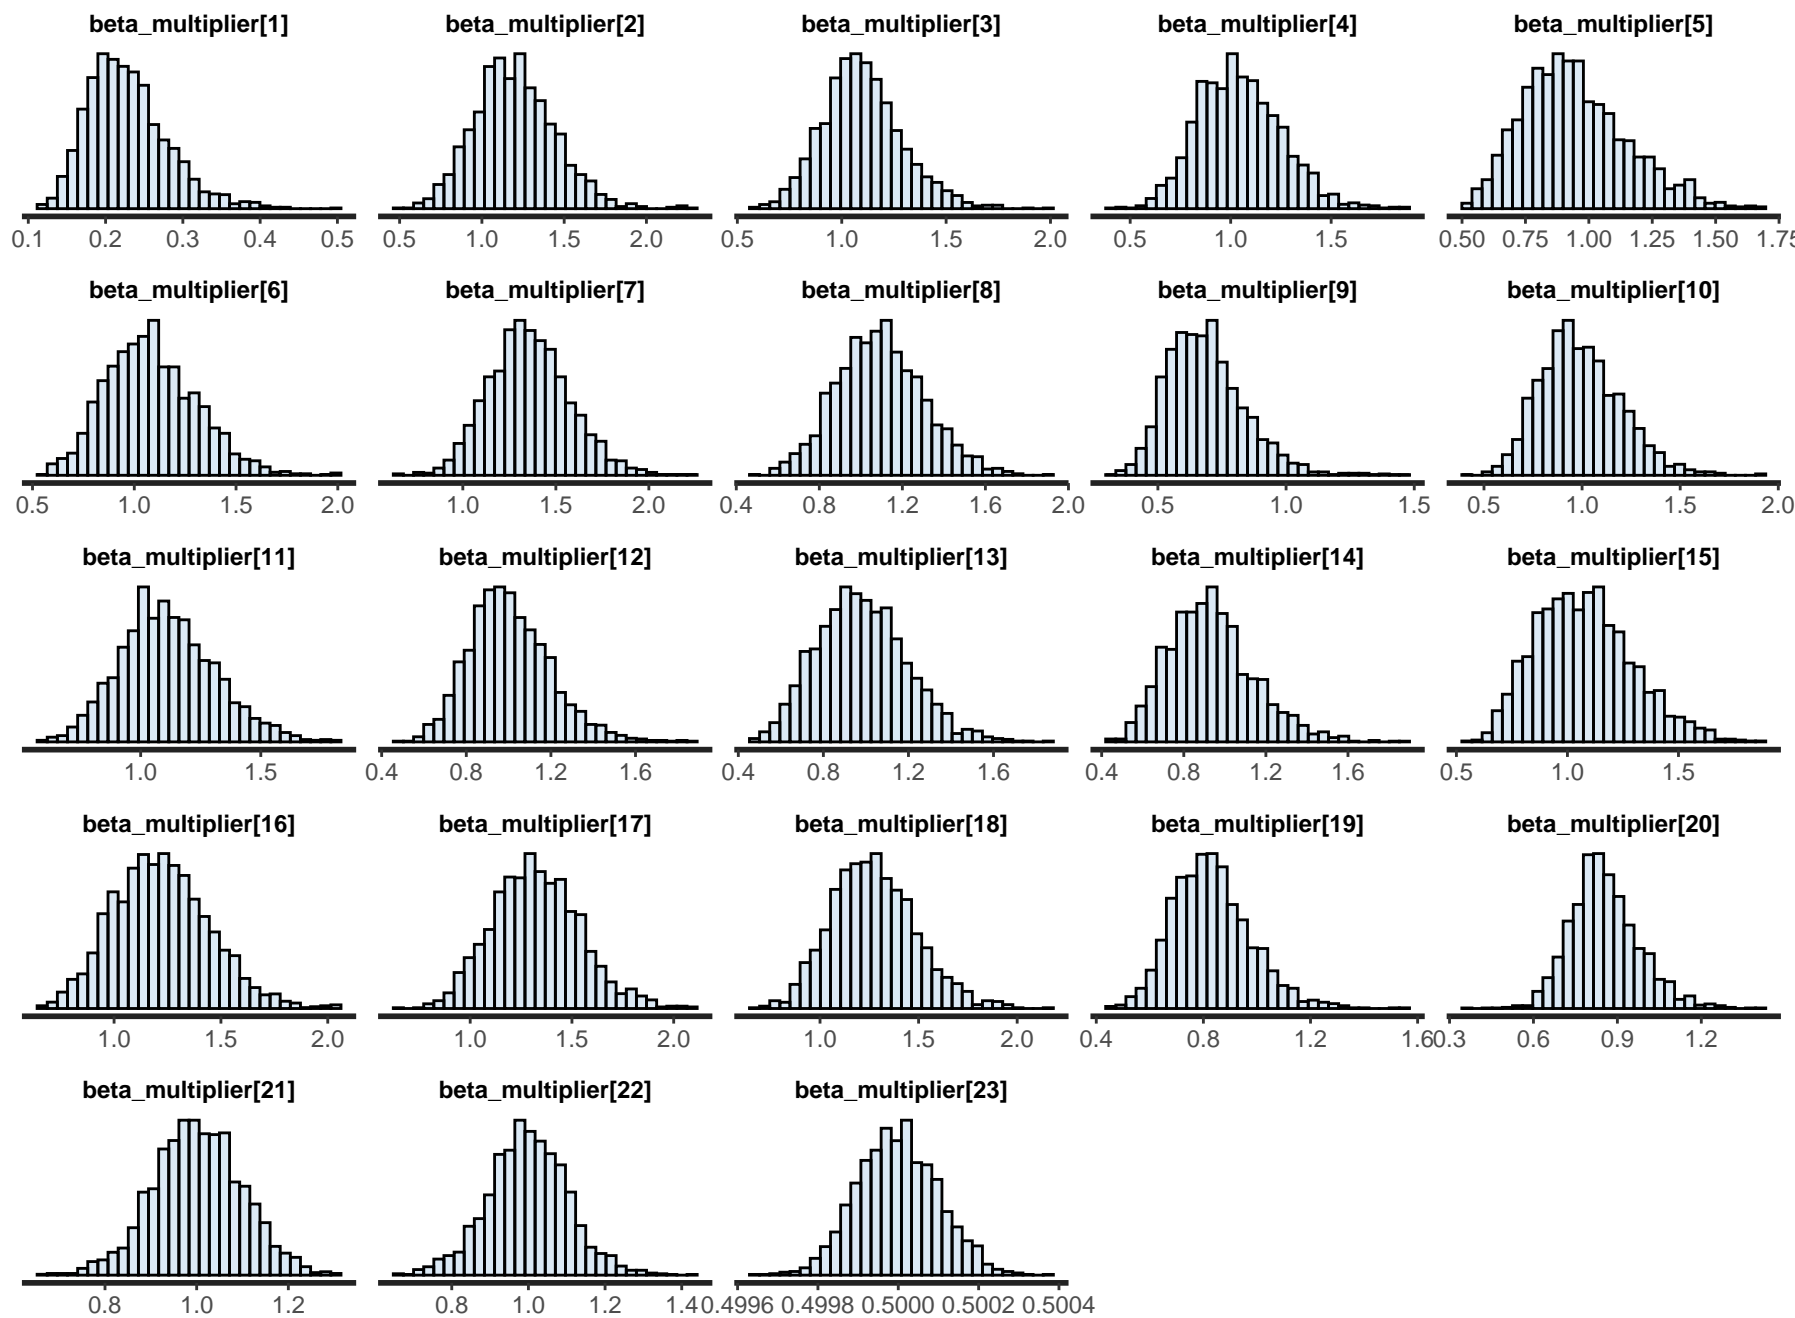 beta_multiplier[1] beta_multiplier[2] beta_multiplier[3] beta_multiplier[4] beta_multiplier[5]
0.1 0.2 0.3 0.4 0.5 0.5 1.0 1.5 2.0 0.5 1.0 1.5 2.0 0.5 1.0 1.5 0.50 0.75 1.00 1.25 1.50 1.75
beta_multiplier[6] beta_multiplier[7] beta_multiplier[8] beta_multiplier[9] beta_multiplier[10]
0.5 1.0 1.5 2.0 1.0 1.5 2.0 0.4 0.8 1.2 1.6 2.0 0.5 1.0 1.5 0.5 1.0 1.5 2.0
beta_multiplier[11] beta_multiplier[12] beta_multiplier[13] beta_multiplier[14] beta_multiplier[15]
1.0 1.5 0.4 0.8 1.2 1.6 0.4 0.8 1.2 1.6 0.4 0.8 1.2 1.6 0.5 1.0 1.5
beta_multiplier[16] beta_multiplier[17] beta_multiplier[18] beta_multiplier[19] beta_multiplier[20]
1.0 1.5 2.0 1.0 1.5 2.0 1.0 1.5 2.0 0.4 0.8 1.2 1.6 0.3 0.6 0.9 1.2
beta_multiplier[21] beta_multiplier[22] beta_multiplier[23]
0.8 1.0 1.2 0.8 1.0 1.2 1.4 0.4996 0.4998 0.5000 0.5002 0.5004